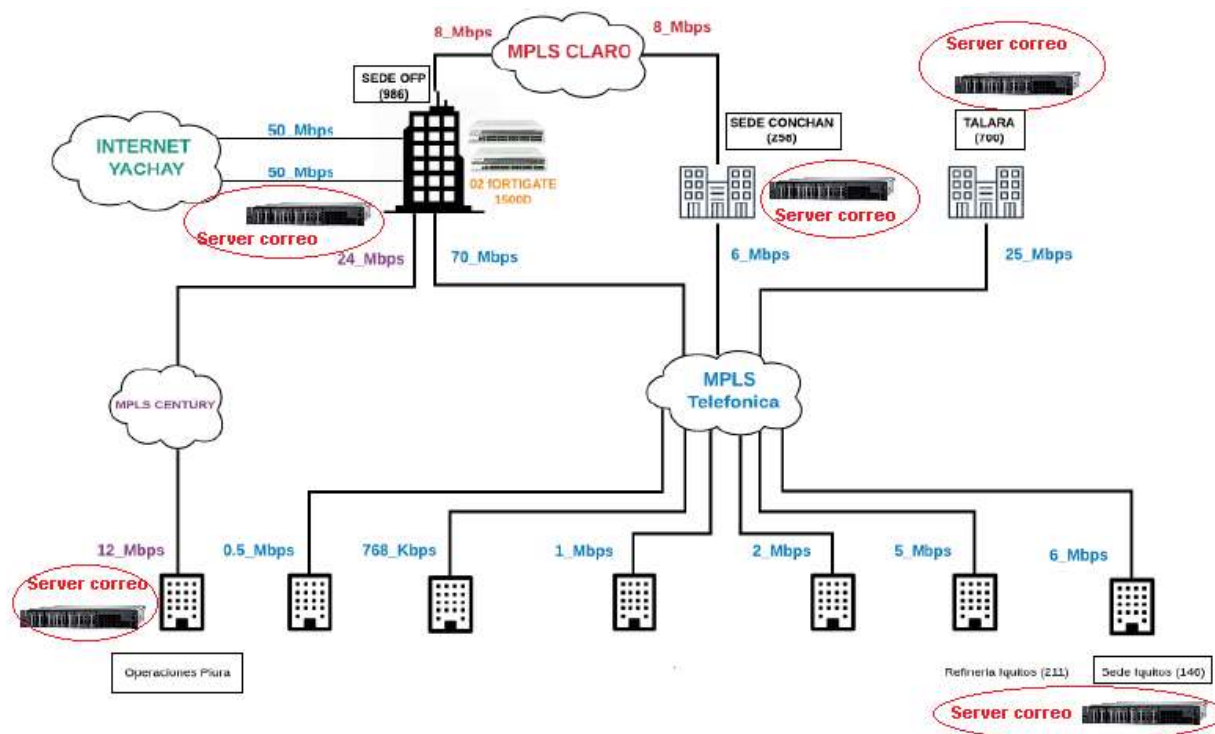 8_Mbps
MPLS CLARO
8_Mbps
Server correo
SEDE OFP
(986)
SEDE CONCHAN
(258)
TALARA
(700)
INTERNET
YACHAY
50_Mbps
50_Mbps
02 fORTIGATE
1500D
Server correo
Server correo
24_Mbps
70_Mbps
6_Mbps
25_Mbps
MPLS CENTURY
MPLS
Telefonica
12_Mbps
0.5_Mbps
768_Kbps
1_Mbps
2_Mbps
5_Mbps
6_Mbps
Server correo
Operaciones Piura
Refineria Iquitos (211)
Sede Iquitos (146)
Server correo